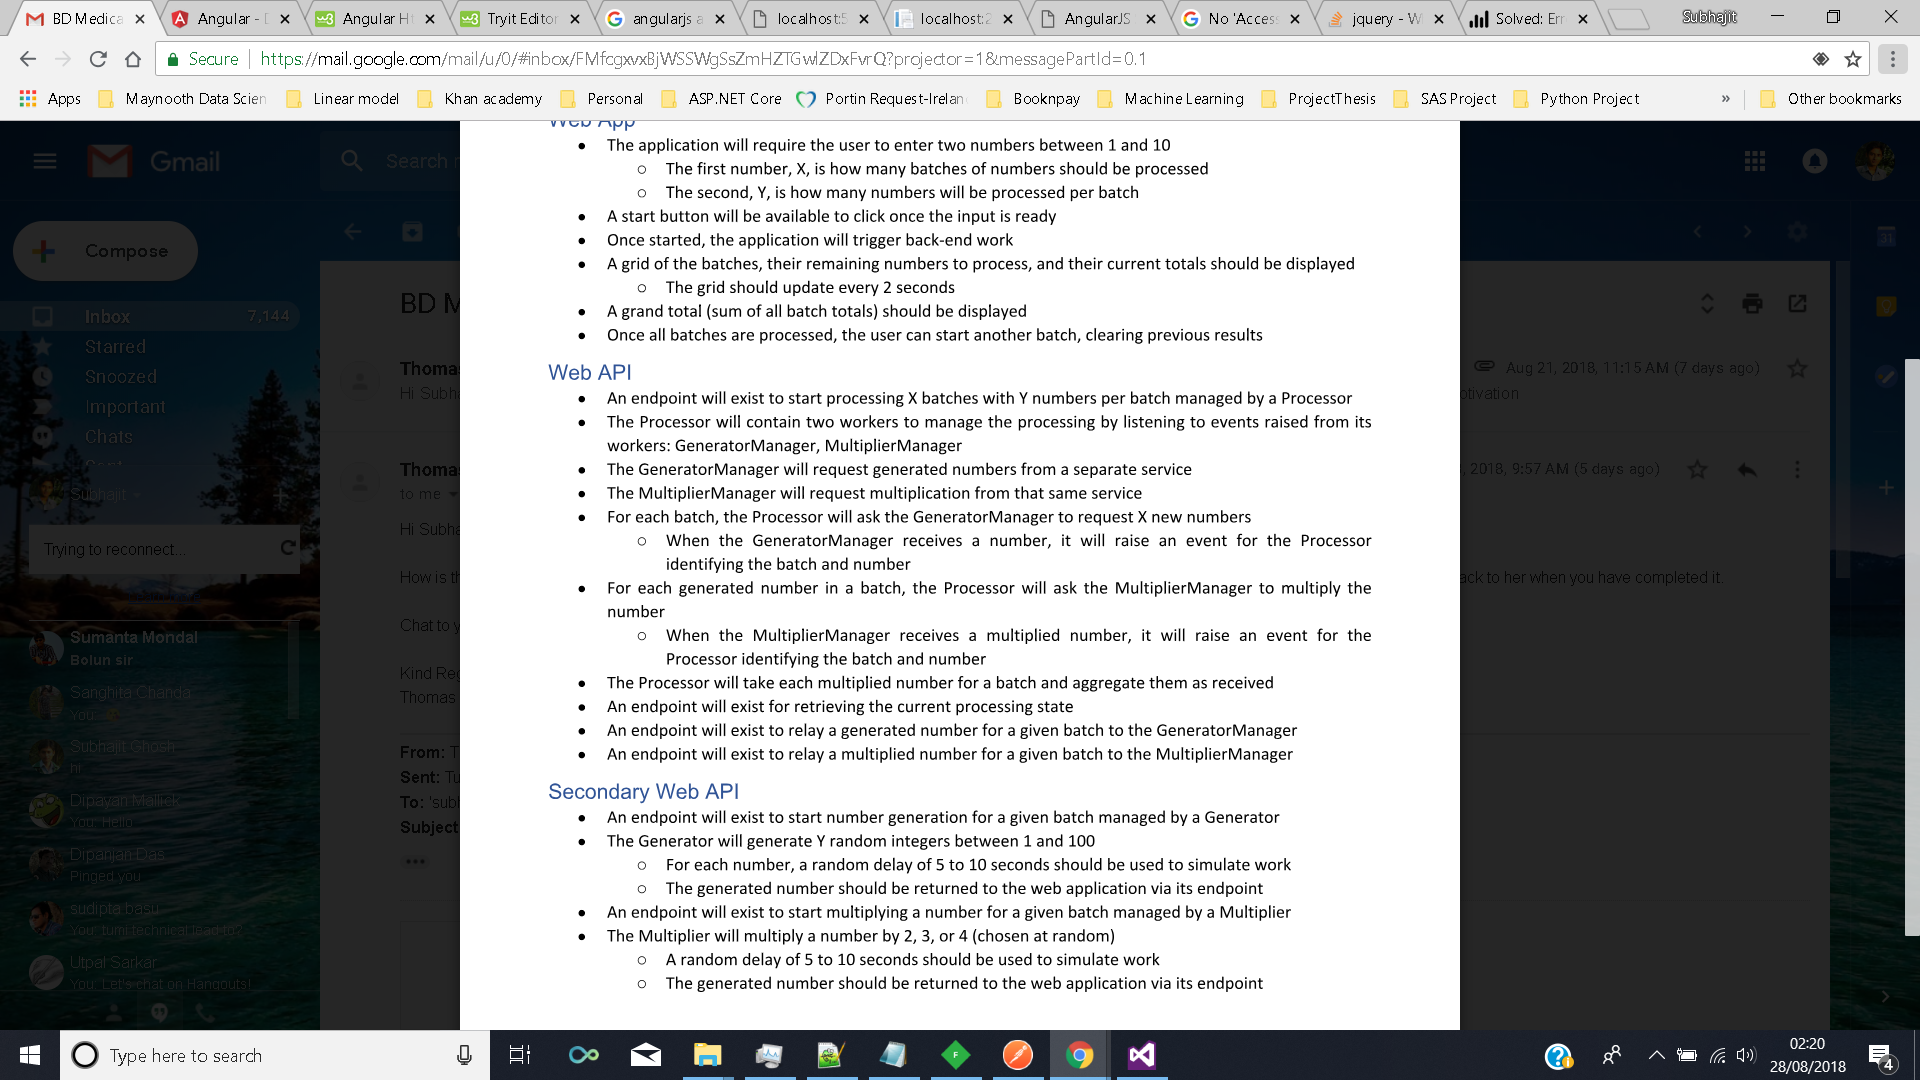 BD Medica
Angular - D
Angular Ht
Tryit Editor
angularjs a
localhost:5
localhost:2
AngularJS
No 'Access
jquery - W
Solved: Err
Subhajit
Secure
https://mail.google.com/mail/u/0/#inbox/FMfcgxvxBjWSSWgSsZmHZTGwlZDxFvrQ?projector=1&messagePartId=0.1
Apps
Maynooth Data Scien
Linear model
Khan academy
Personal
ASP.NET Core
Portin Request-Irelan
Booknpay
Machine Learning
ProjectThesis
SAS Project
Python Project
»
Other bookmarks
Gmail
Search
Compose
Inbox
7,144
Starred
Snoozed
Important
Chats
Subhajit
Trying to reconnect...
Sumanta Mondal
Bolun sir
Sanghita Chanda
You:
Subhajit Ghosh
hi
Dipayan Mallick
You: Hello
Dipanjan Das
Pinged you
sudipta basu
You: tumi technical lead to?
Utpal Sarkar
You: Let's chat on Hangouts!
BD M
Thoma
Hi Subh
Aug 21, 2018, 11:15 AM (7 days ago)
otivation
Thoma
to me
, 2018, 9:57 AM (5 days ago)
Hi Subha
How is th
ack to her when you have completed it.
Chat to y
Kind Re
Thomas
From: T
Sent: Tu
To: 'sub
Subject
Web App
• The application will require the user to enter two numbers between 1 and 10
○ The first number, X, is how many batches of numbers should be processed
○ The second, Y, is how many numbers will be processed per batch
• A start button will be available to click once the input is ready
• Once started, the application will trigger back-end work
• A grid of the batches, their remaining numbers to process, and their current totals should be displayed
○ The grid should update every 2 seconds
• A grand total (sum of all batch totals) should be displayed
• Once all batches are processed, the user can start another batch, clearing previous results
Web API
• An endpoint will exist to start processing X batches with Y numbers per batch managed by a Processor
• The Processor will contain two workers to manage the processing by listening to events raised from its
workers: GeneratorManager, MultiplierManager
• The GeneratorManager will request generated numbers from a separate service
• The MultiplierManager will request multiplication from that same service
• For each batch, the Processor will ask the GeneratorManager to request X new numbers
○ When the GeneratorManager receives a number, it will raise an event for the Processor
identifying the batch and number
• For each generated number in a batch, the Processor will ask the MultiplierManager to multiply the
number
○ When the MultiplierManager receives a multiplied number, it will raise an event for the
Processor identifying the batch and number
• The Processor will take each multiplied number for a batch and aggregate them as received
• An endpoint will exist for retrieving the current processing state
• An endpoint will exist to relay a generated number for a given batch to the GeneratorManager
• An endpoint will exist to relay a multiplied number for a given batch to the MultiplierManager
Secondary Web API
• An endpoint will exist to start number generation for a given batch managed by a Generator
• The Generator will generate Y random integers between 1 and 100
○ For each number, a random delay of 5 to 10 seconds should be used to simulate work
○ The generated number should be returned to the web application via its endpoint
• An endpoint will exist to start multiplying a number for a given batch managed by a Multiplier
• The Multiplier will multiply a number by 2, 3, or 4 (chosen at random)
○ A random delay of 5 to 10 seconds should be used to simulate work
○ The generated number should be returned to the web application via its endpoint
Type here to search
02:20
28/08/2018
4